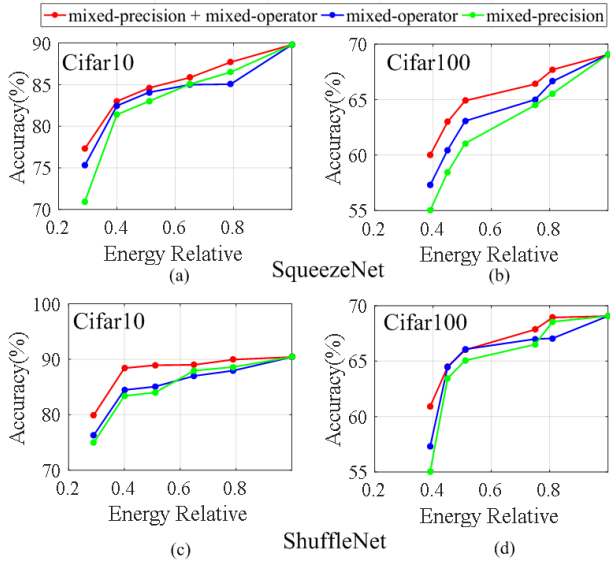 mixed-precision + mixed-operator mixed-operator mixed-precision
Cifar10
Accuracy(%)
90
85
80
75
70
0.2 0.4 0.6 0.8
Energy Relative
(a)
Cifar100
Accuracy(%)
70
65
60
55
0.2 0.4 0.6 0.8
Energy Relative
(b)
SqueezeNet
Cifar10
Accuracy(%)
100
90
80
70
0.2 0.4 0.6 0.8
Energy Relative
(c)
Cifar100
Accuracy(%)
70
65
60
55
0.2 0.4 0.6 0.8
Energy Relative
(d)
ShuffleNet